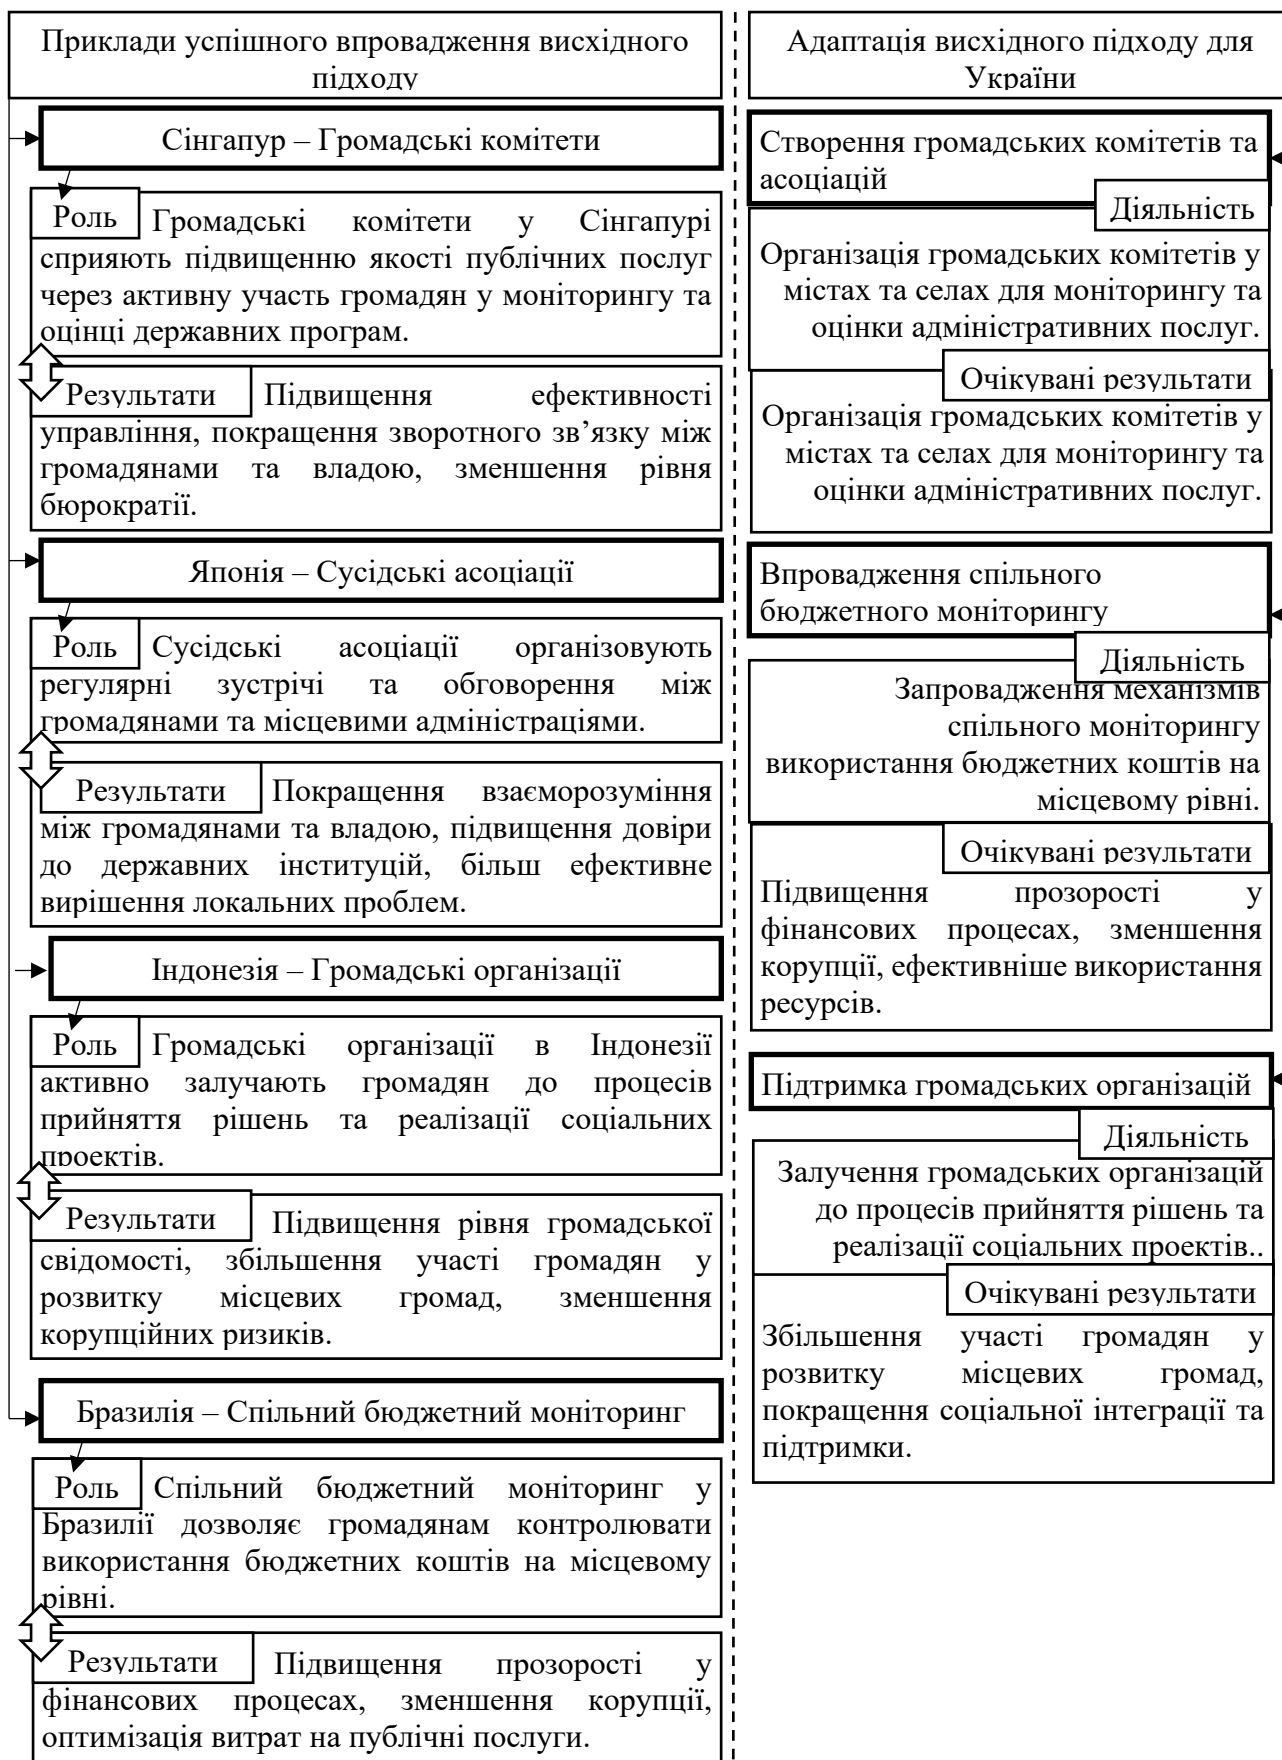 Приклади успішного впровадження висхідного
підходу
Сінгапур – Громадські комітети
Роль
Громадські комітети у Сінгапурі
сприяють підвищенню якості публічних послуг
через активну участь громадян у моніторингу та
оцінці державних програм.
Результати
Підвищення ефективності
управління, покращення зворотного зв’язку між
громадянами та владою, зменшення рівня
бюрократії.
Японія – Сусідські асоціації
Роль
Сусідські асоціації організовують
регулярні зустрічі та обговорення між
громадянами та місцевими адміністраціями.
Результати
Покращення взаєморозуміння
між громадянами та владою, підвищення довіри
до державних інституцій, більш ефективне
вирішення локальних проблем.
Індонезія – Громадські організації
Роль
Громадські організації в Індонезії
активно залучають громадян до процесів
прийняття рішень та реалізації соціальних
проектів.
Результати
Підвищення рівня громадської
свідомості, збільшення участі громадян у
розвитку місцевих громад, зменшення
корупційних ризиків.
Бразилія – Спільний бюджетний моніторинг
Роль
Спільний бюджетний моніторинг у
Бразилії дозволяє громадянам контролювати
використання бюджетних коштів на місцевому
рівні.
Результати
Підвищення прозорості у
фінансових процесах, зменшення корупції,
оптимізація витрат на публічні послуги.
Адаптація висхідного підходу для
України
Створення громадських комітетів та
асоціацій
Діяльність
Організація громадських комітетів у
містах та селах для моніторингу та
оцінки адміністративних послуг.
Очікувані результати
Організація громадських комітетів у
містах та селах для моніторингу та
оцінки адміністративних послуг.
Впровадження спільного
бюджетного моніторингу
Діяльність
Запровадження механізмів
спільного моніторингу
використання бюджетних коштів на
місцевому рівні.
Очікувані результати
Підвищення прозорості у
фінансових процесах, зменшення
корупції, ефективніше використання
ресурсів.
Підтримка громадських організацій
Діяльність
Залучення громадських організацій
до процесів прийняття рішень та
реалізації соціальних проектів..
Очікувані результати
Збільшення участі громадян у
розвитку місцевих громад,
покращення соціальної інтеграції та
підтримки.